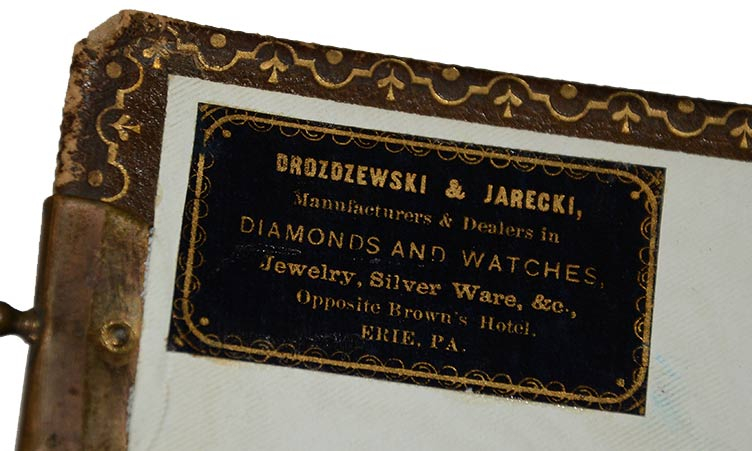 DROZDZEWSKI & JARECKI,
Manufacturers & Dealers in
DIAMONDS AND WATCHES,
Jewelry, Silver Ware, &c.,
Opposite Brown's Hotel.
ERIE, PA.